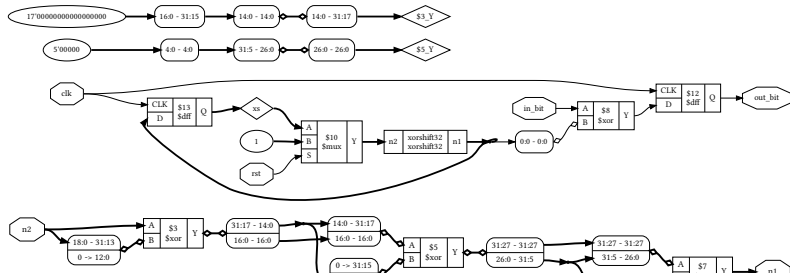 17'00000000000000000 16:0 - 31:15 14:0 - 14:0 14:0 - 31:17 $3_Y
5'00000 4:0 - 4:0 31:5 - 26:0 26:0 - 26:0 $5_Y
clk
CLK
D
$13
$dff
Q
xs
1
rst
A
B
S
$10
$mux
Y
n2
xorshift32
xorshift32
n1
0:0 - 0:0
in_bit
A
B
$8
$xor
Y
CLK
D
$12
$dff
Q
out_bit
n2
18:0 - 31:13
0 -> 12:0
A
B
$3
$xor
Y
31:17 - 14:0
16:0 - 16:0
14:0 - 31:17
16:0 - 16:0
0 -> 31:15
A
B
$5
$xor
Y
31:27 - 31:27
26:0 - 31:5
31:27 - 31:27
31:5 - 26:0
A
$7
Y
n1